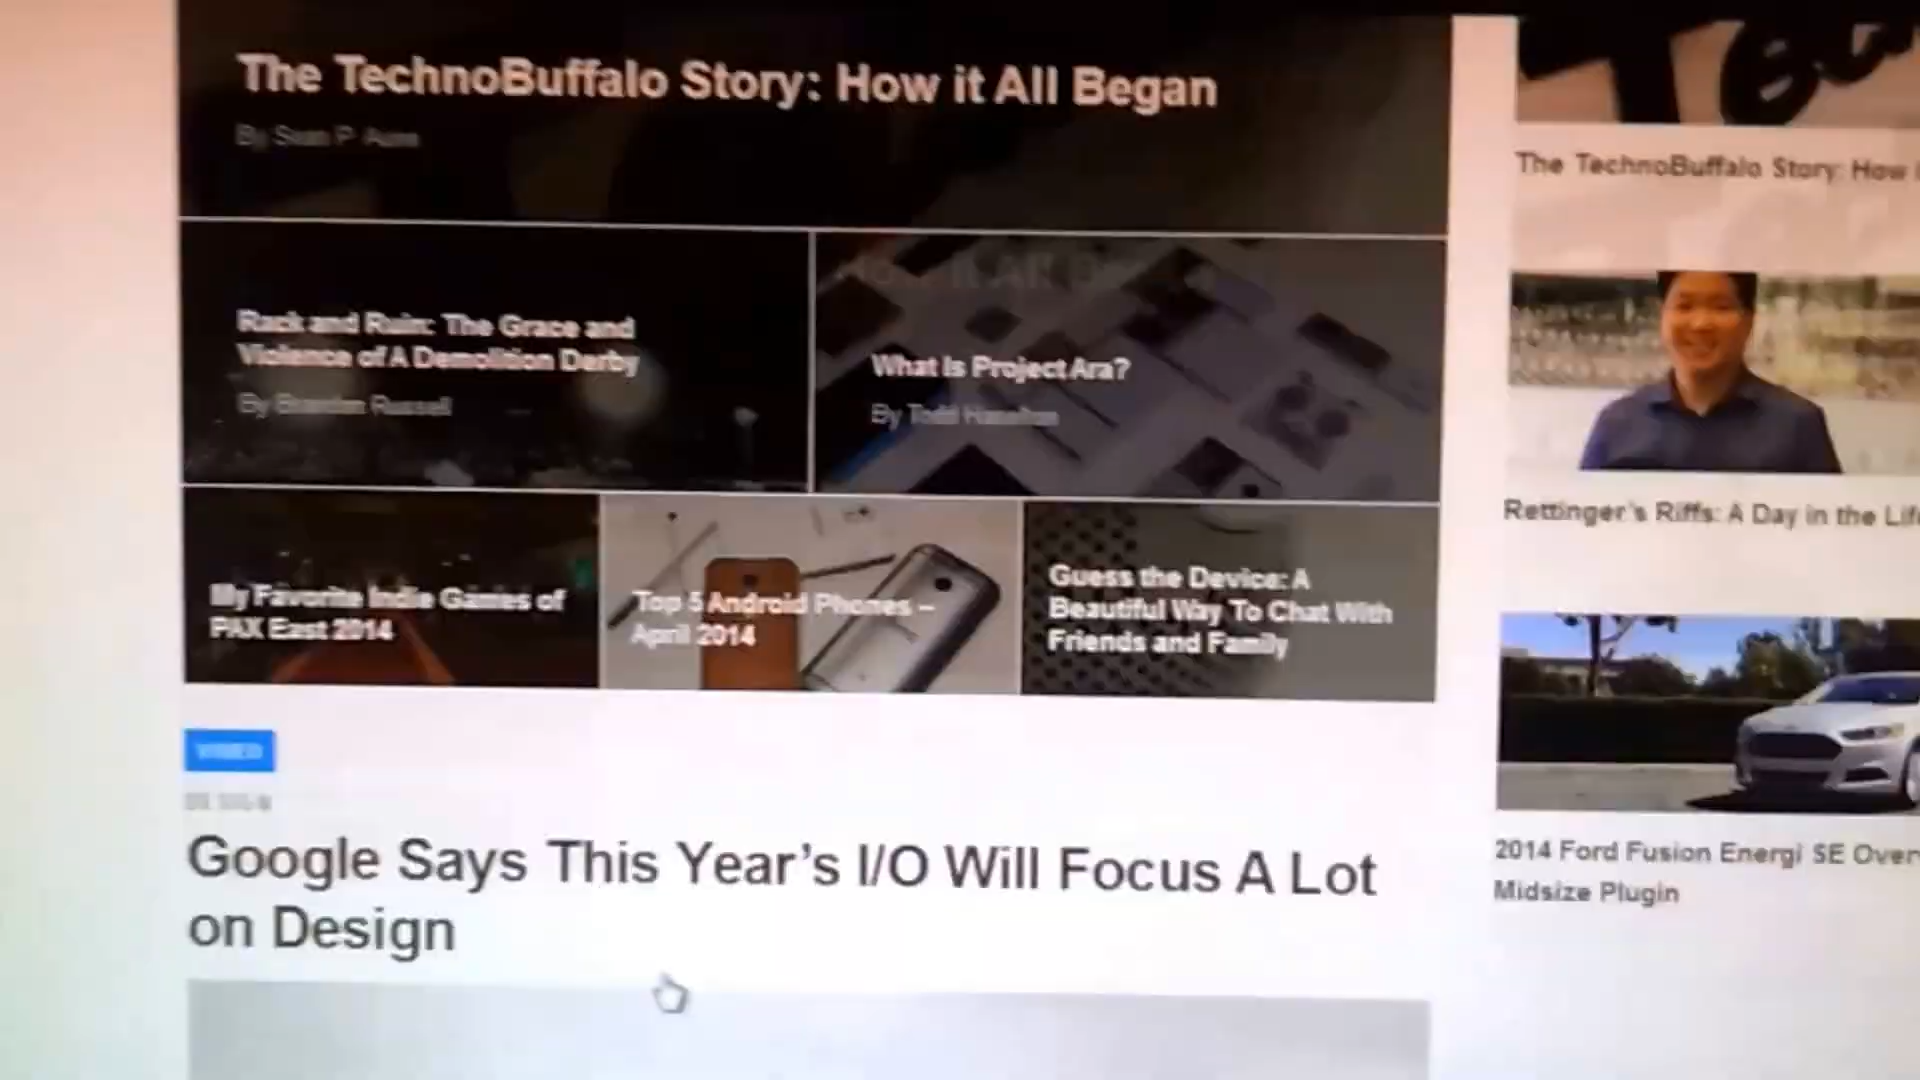 The TechnoBuffalo Story: How it All Began
By Sean P Aune
Rack and Ruin: The Grace and
Violence of A Demolition Derby
By Brandon Russell
What Is Project Ara?
By Todd Hamilton
My Favorite Indie Games of
PAX East 2014
Top 5 Android Phones –
April 2014
Guess the Device: A
Beautiful Way To Chat With
Friends and Family
VIDEO
DESIGN
Google Says This Year's I/O Will Focus A Lot
on Design
The TechnoBuffalo Story: How
Rettinger's Riffs: A Day in the
2014 Ford Fusion Energi SE
Midsize Plugin